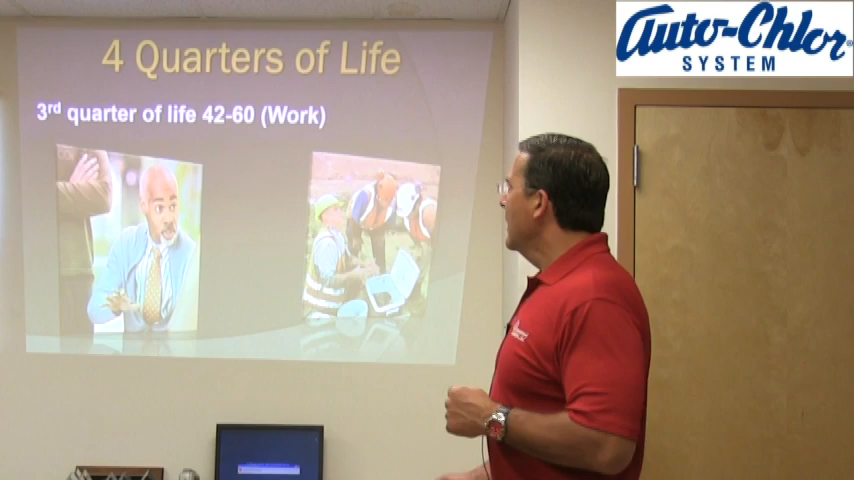 Auto-Chlor®
SYSTEM
4 Quarters of Life
3rd quarter of life 42-60 (Work)